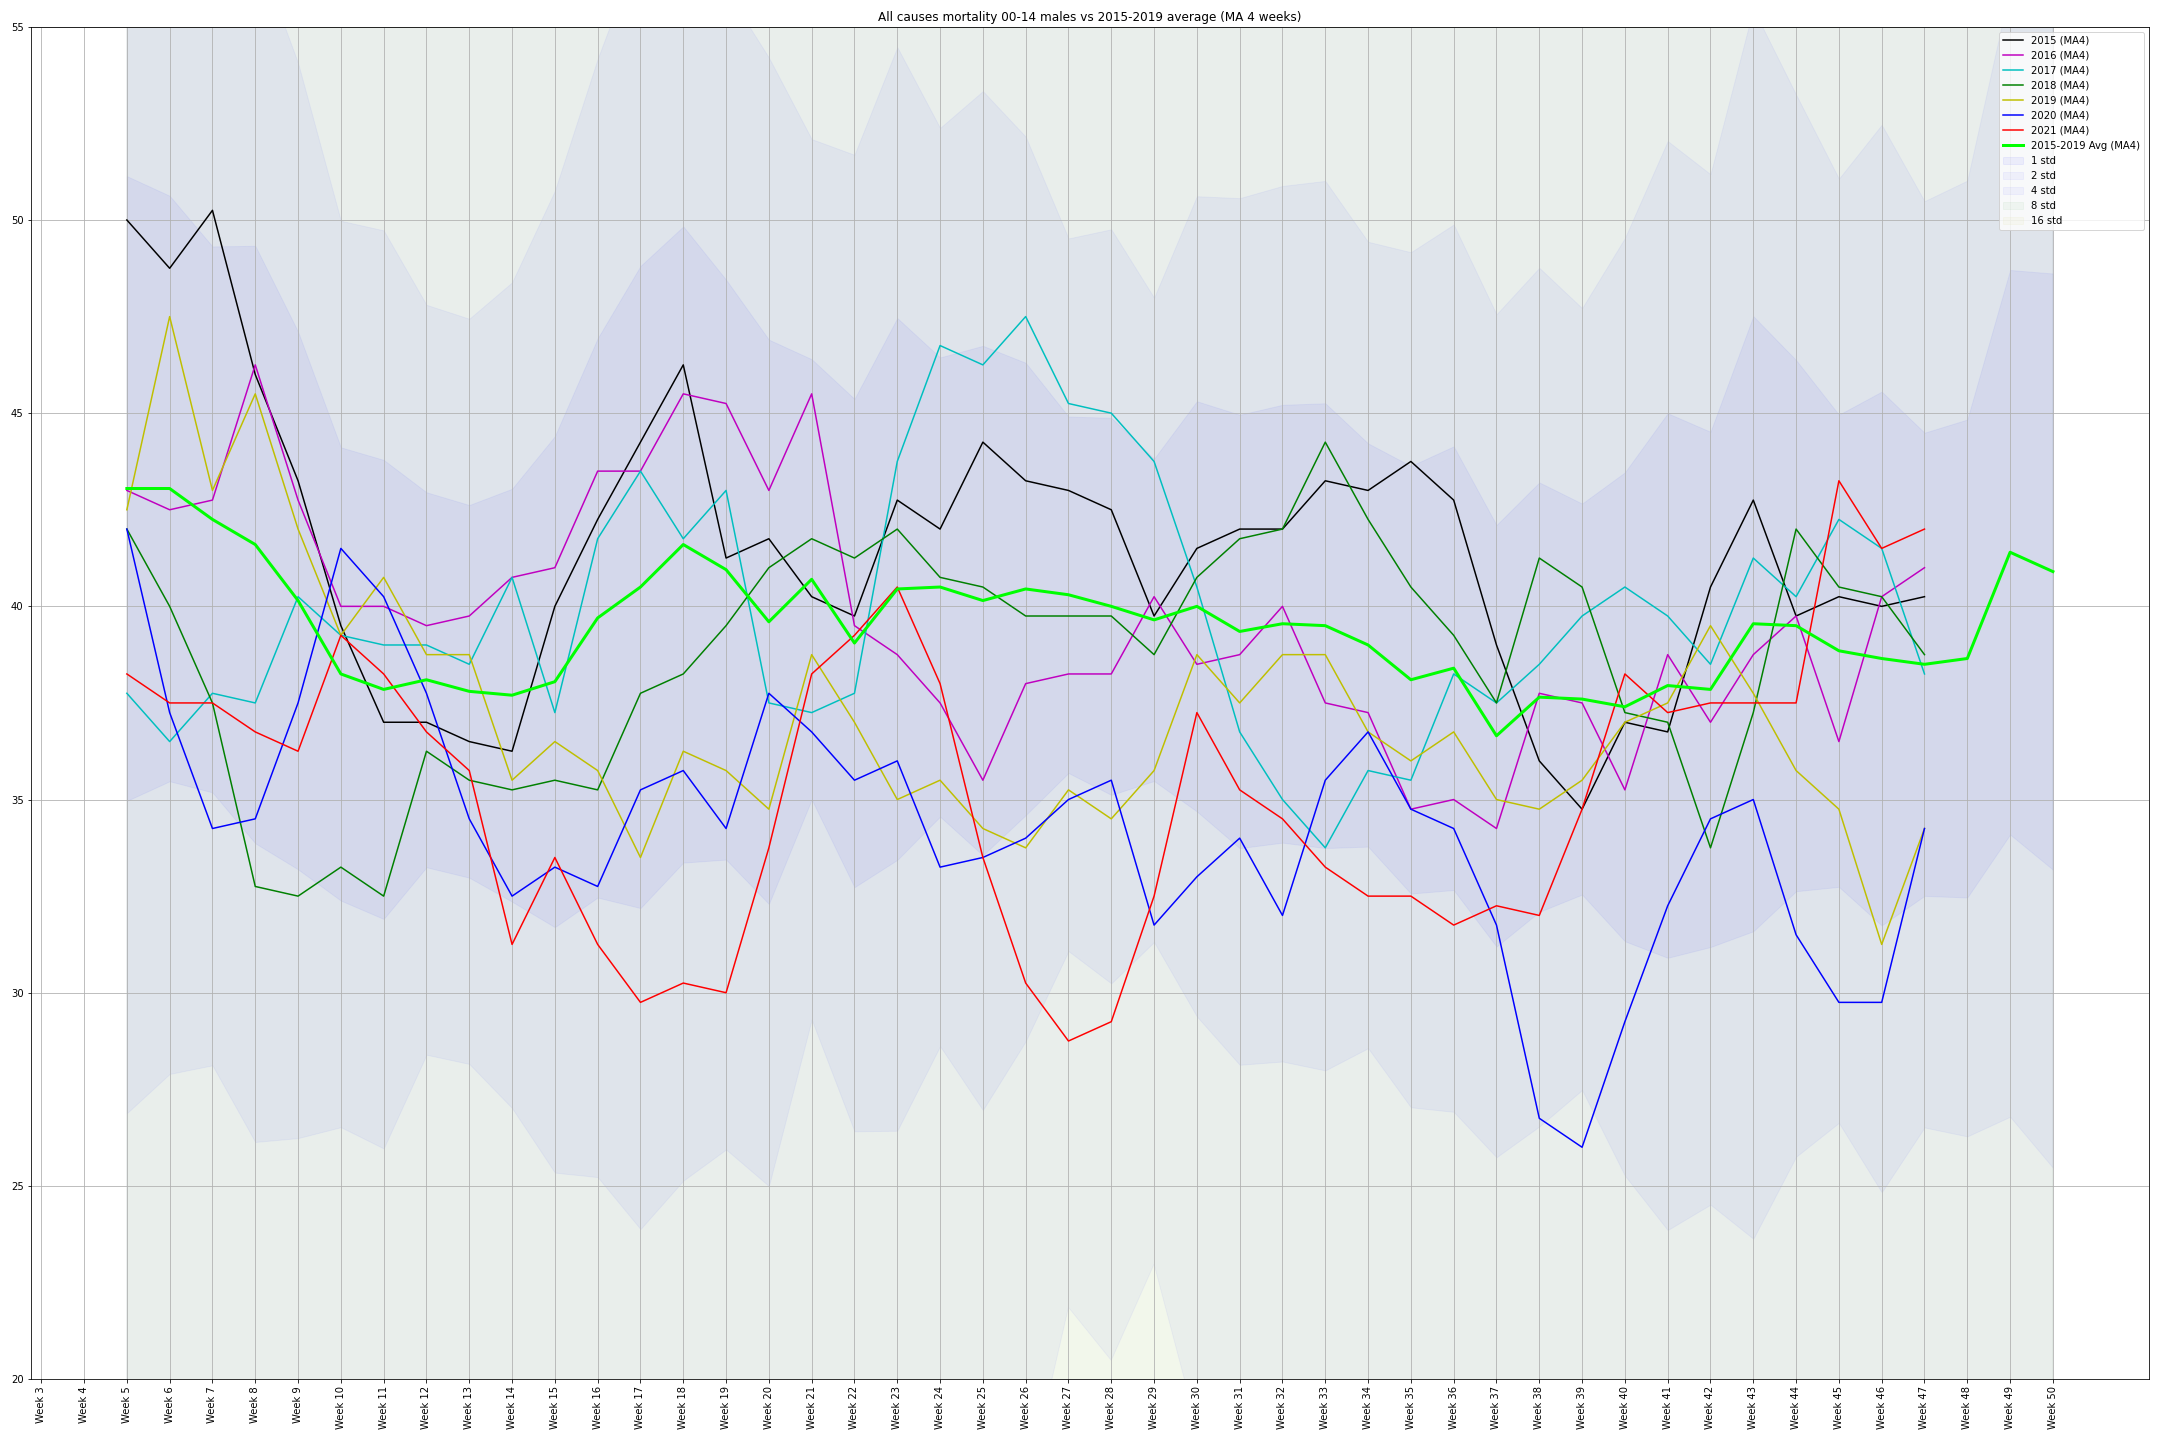 All causes mortality 00-14 males vs 2015-2019 average (MA 4 weeks)
55
50
45
40
35
30
25
20
2015 (MA4)
2016 (MA4)
2017 (MA4)
2018 (MA4)
2019 (MA4)
2020 (MA4)
2021 (MA4)
2015-2019 Avg (MA4)
1 std
2 std
4 std
8 std
16 std
Week 3
Week 4
Week 5
Week 6
Week 7
Week 8
Week 9
Week 10
Week 11
Week 12
Week 13
Week 14
Week 15
Week 16
Week 17
Week 18
Week 19
Week 20
Week 21
Week 22
Week 23
Week 24
Week 25
Week 26
Week 27
Week 28
Week 29
Week 30
Week 31
Week 32
Week 33
Week 34
Week 35
Week 36
Week 37
Week 38
Week 39
Week 40
Week 41
Week 42
Week 43
Week 44
Week 45
Week 46
Week 47
Week 48
Week 49
Week 50